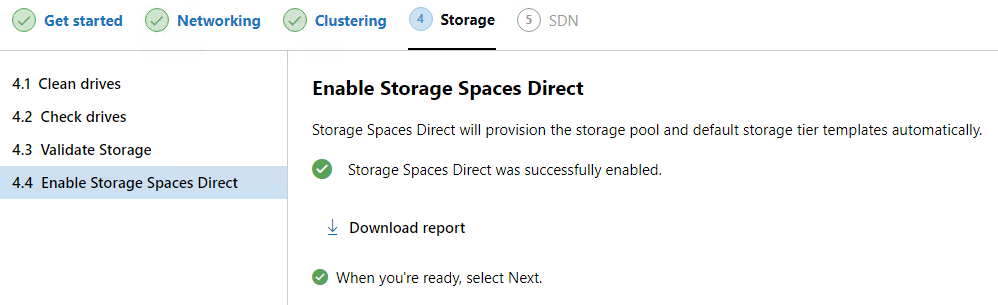 Get started Networking Clustering 4 Storage 5 SDN
4.1 Clean drives
4.2 Check drives
4.3 Validate Storage
4.4 Enable Storage Spaces Direct
Enable Storage Spaces Direct
Storage Spaces Direct will provision the storage pool and default storage tier templates automatically.
Storage Spaces Direct was successfully enabled.
Download report
When you're ready, select Next.